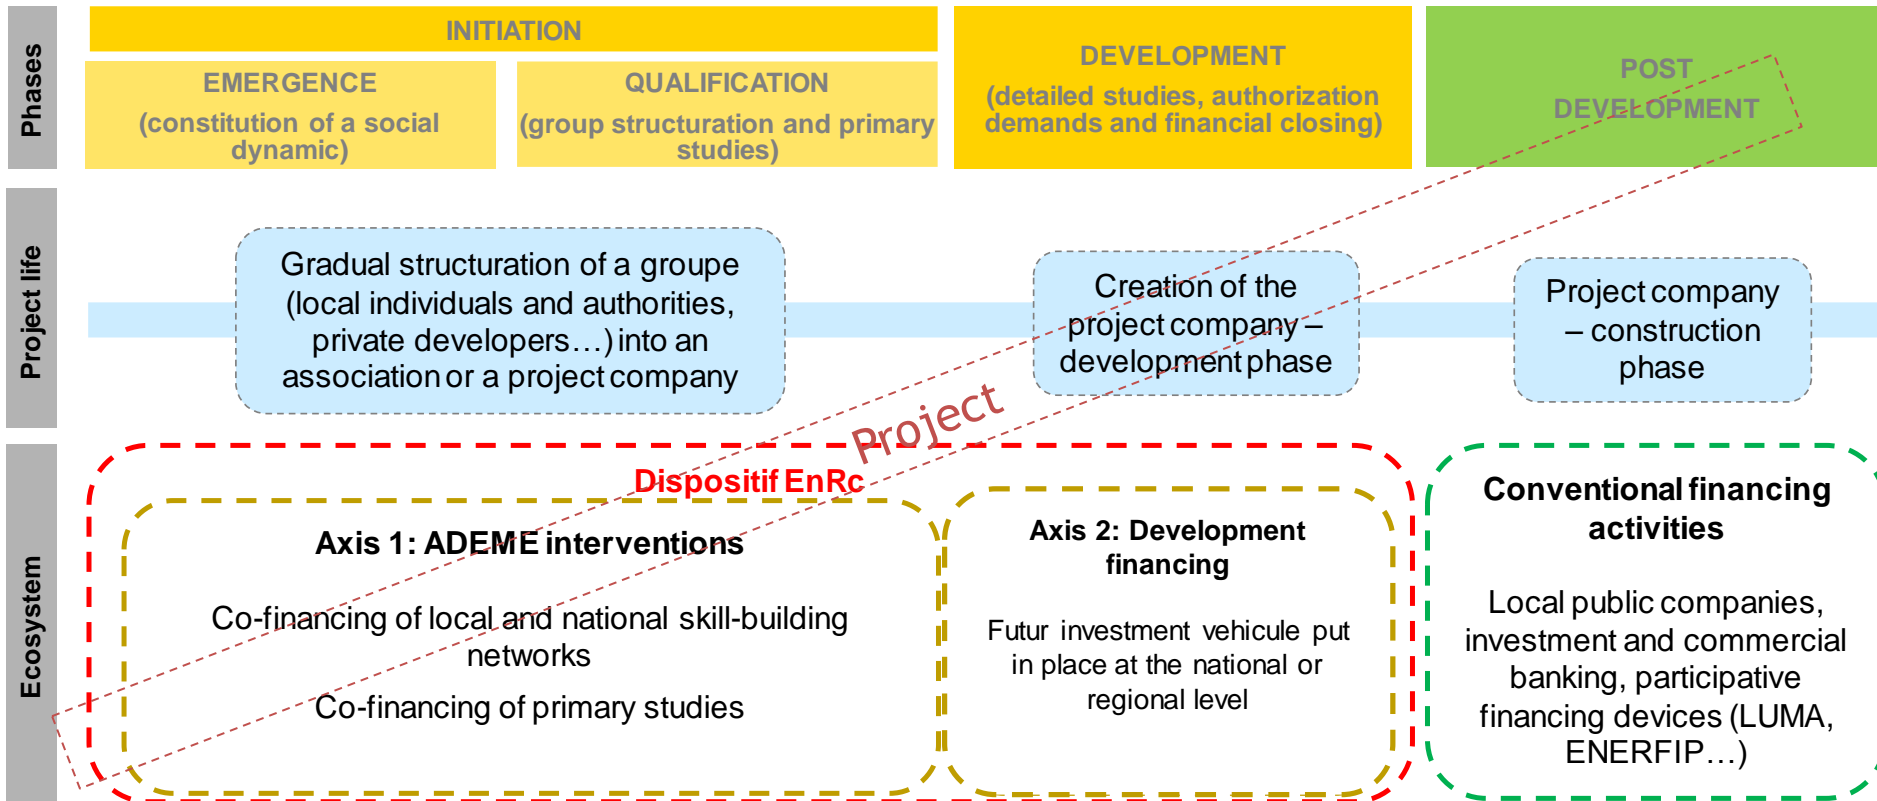 Phases
INITIATION
EMERGENCE
(constitution of a social
dynamic)
QUALIFICATION
(group structuration and primary
studies)
DEVELOPMENT
(detailed studies, authorization
demands and financial closing)
POST
DEVELOPMENT
Project life
Gradual structuration of a groupe
(local individuals and authorities,
private developers…) into an
association or a project company
Creation of the
project company –
development phase
Project company
– construction
phase
Project
Ecosystem
Dispositif EnRc
Axis 1: ADEME interventions
Co-financing of local and national skill-building
networks
Co-financing of primary studies
Axis 2: Development
financing
Futur investment vehicule put
in place at the national or
regional level
Conventional financing
activities
Local public companies,
investment and commercial
banking, participative
financing devices (LUMA,
ENERFIP…)